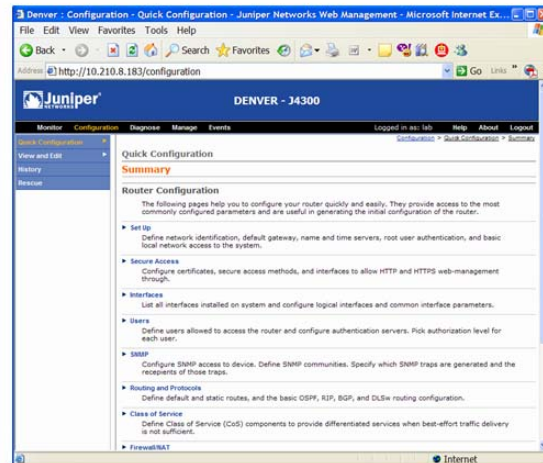 Denver : Configuration - Quick Configuration - Juniper Networks Web Management - Microsoft Internet Ex...
File Edit View Favorites Tools Help
Back Search Favorites
Address http://10.210.8.183/configuration Go Links
Juniper
NETWORKS
DENVER - J4300
Monitor Configuration Diagnose Manage Events Logged in as: lab Help About Logout
Configuration > Quick Configuration > Summary
Quick Configuration
View and Edit
History
Rescue
Quick Configuration
Summary
Router Configuration
The following pages help you to configure your router quickly and easily. They provide access to the most
commonly configured parameters and are useful in generating the initial configuration of the router.
Set Up
Define network identification, default gateway, name and time servers, root user authentication, and basic
local network access to the system.
Secure Access
Configure certificates, secure access methods, and interfaces to allow HTTP and HTTPS web-management
through.
Interfaces
List all interfaces installed on system and configure logical interfaces and common interface parameters.
Users
Define users allowed to access the router and configure authentication servers. Pick authorization level for
each user.
SNMP
Configure SNMP access to device. Define SNMP communities. Specify which SNMP traps are generated and the
recepients of those traps.
Routing and Protocols
Define default and static routes, and the basic OSPF, RIP, BGP, and DLSw routing configuration.
Class of Service
Define Class of Service (CoS) components to provide differentiated services when best-effort traffic delivery
is not sufficient.
Firewall/NAT
Internet